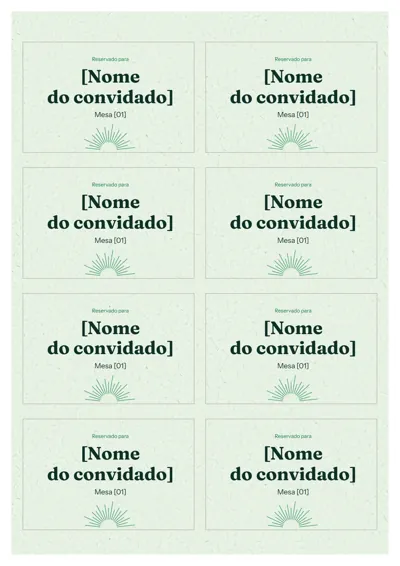 Reservado para
[Nome
do convidado]
Mesa [01]
Reservado para
[Nome
do convidado]
Mesa [01]
Reservado para
[Nome
do convidado]
Mesa [01]
Reservado para
[Nome
do convidado]
Mesa [01]
Reservado para
[Nome
do convidado]
Mesa [01]
Reservado para
[Nome
do convidado]
Mesa [01]
Reservado para
[Nome
do convidado]
Mesa [01]
Reservado para
[Nome
do convidado]
Mesa [01]